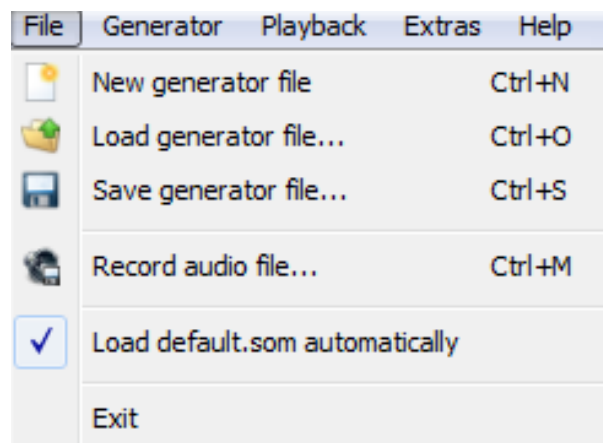 File Generator Playback Extras Help
New generator file Ctrl+N
Load generator file... Ctrl+O
Save generator file... Ctrl+S
Record audio file... Ctrl+M
Load default.som automatically
Exit